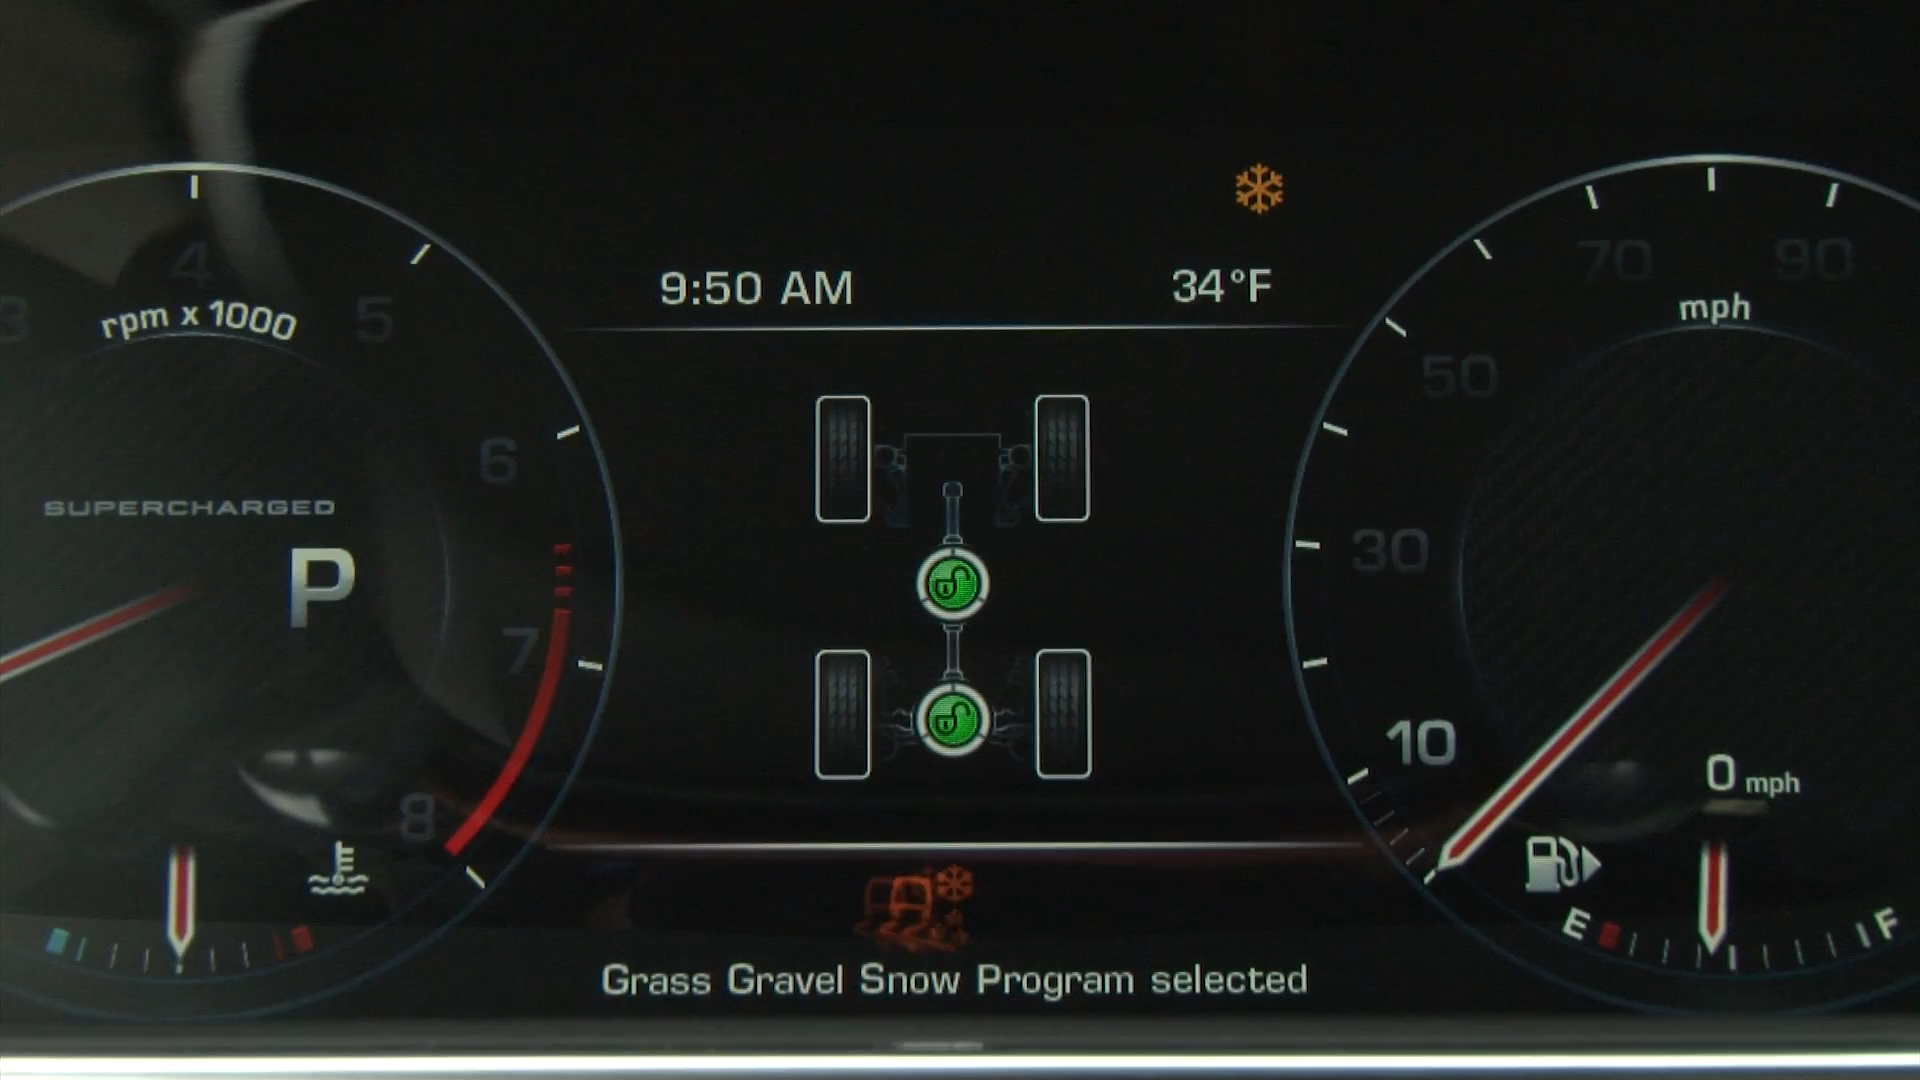 9:50 AM
34°F
3
4
5
6
7
8
rpm x 1000
SUPERCHARGED
P
10
30
50
70
90
mph
0 mph
E
F
Grass Gravel Snow Program selected